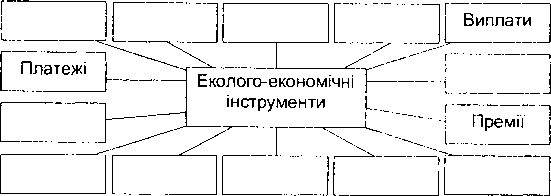 Виплати
Платежі
Еколого-економічні
інструменти
Премії